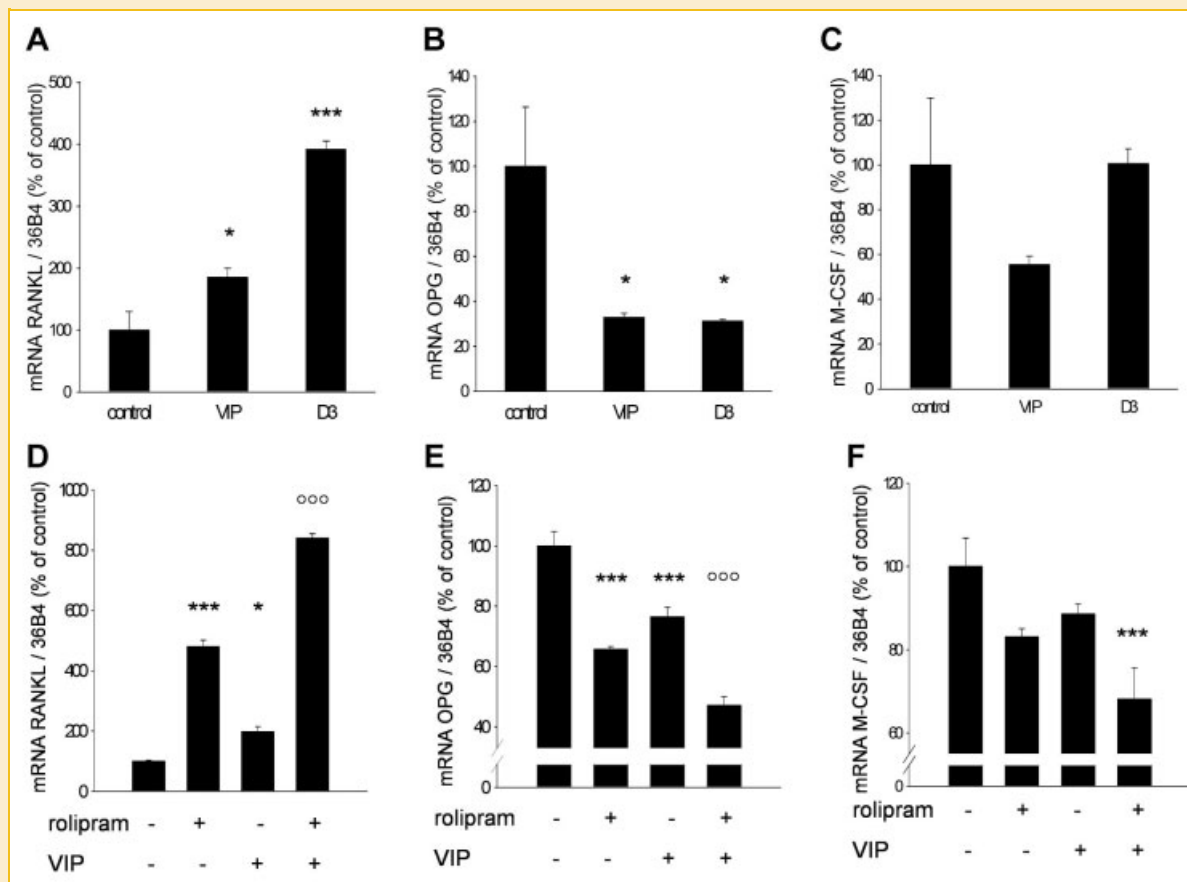 A
mRNA RANKL / 36B4 (% of control)
500
400
300
200
100
0
***
*
control VIP D3
B
mRNA OPG / 36B4 (% of control)
140
120
100
80
60
40
20
0
* *
control VIP D3
C
mRNA M-CSF / 36B4 (% of control)
140
120
100
80
60
40
20
0
control VIP D3
D
mRNA RANKL / 36B4 (% of control)
1000
800
600
400
200
0
°°°
*** *
rolipram - + - +
VIP - - + +
E
mRNA OPG / 36B4 (% of control)
120
100
80
60
40
0
*** *** °°°
rolipram - + - +
VIP - - + +
F
mRNA M-CSF / 36B4 (% of control)
120
100
80
60
0
***
rolipram - + - +
VIP - - + +